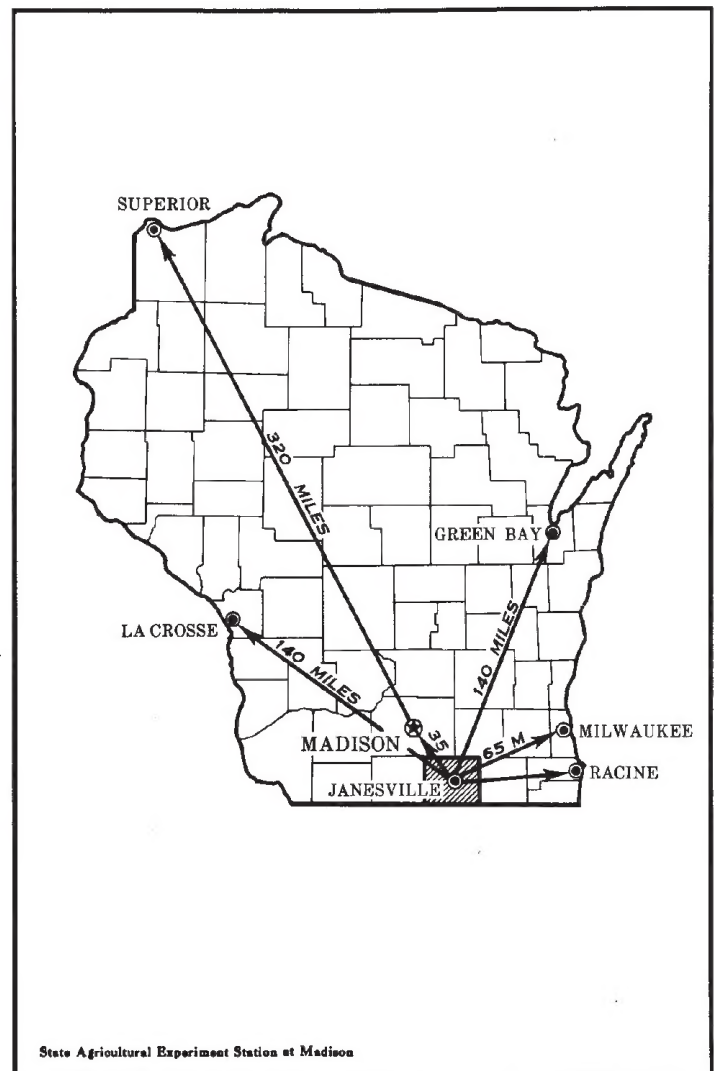 SUPERIOR
320 MILES
GREEN BAY
LA CROSSE
140 MILES
140 MILES
35
MADISON
65 M
MILWAUKEE
RACINE
JANESVILLE
State Agricultural Experiment Station at Madison